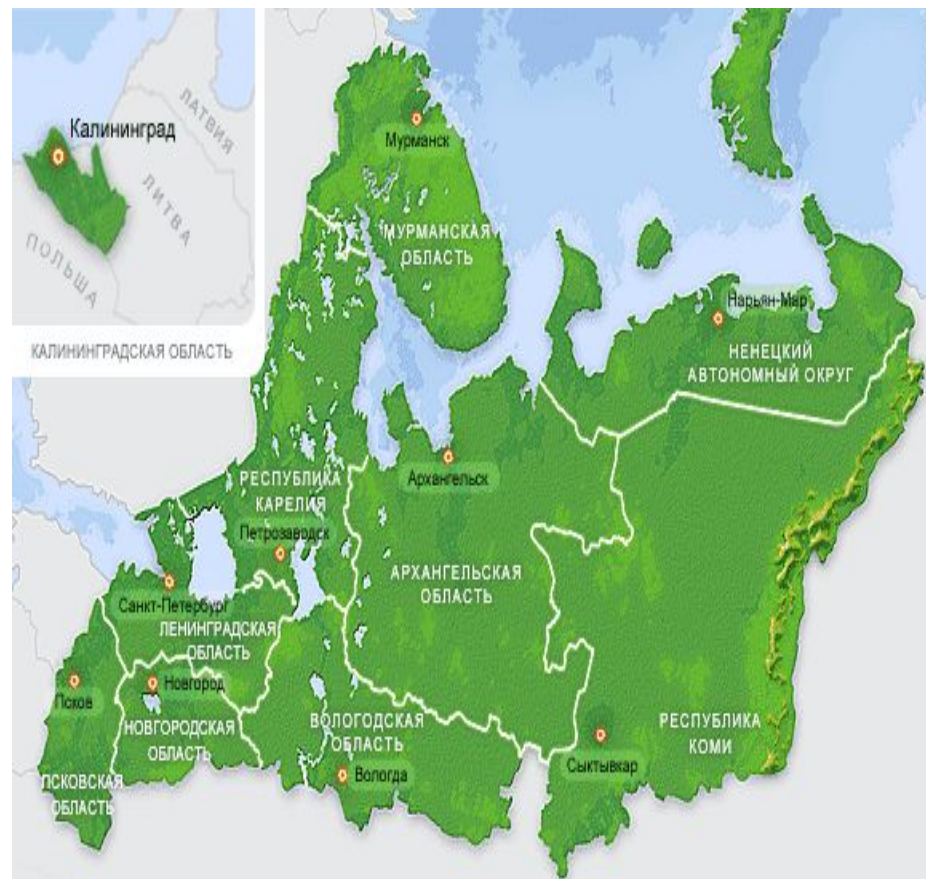 Калининград
ЛАТВИЯ
ЛИТВА
ПОЛЬША
КАЛИНИНГРАДСКАЯ ОБЛАСТЬ
Мурманск
МУРМАНСКАЯ
ОБЛАСТЬ
Нарьян-Мар
НЕНЕЦКИЙ
АВТОНОМНЫЙ ОКРУГ
РЕСПУБЛИКА
КАРЕЛИЯ
Петрозаводск
Архангельск
АРХАНГЕЛЬСКАЯ
ОБЛАСТЬ
Санкт-Петербург
ЛЕНИНГРАДСКАЯ
ОБЛАСТЬ
Псков
Новгород
НОВГОРОДСКАЯ
ОБЛАСТЬ
ПСКОВСКАЯ
ОБЛАСТЬ
ВОЛОГОДСКАЯ
ОБЛАСТЬ
Вологда
Сыктывкар
РЕСПУБЛИКА
КОМИ